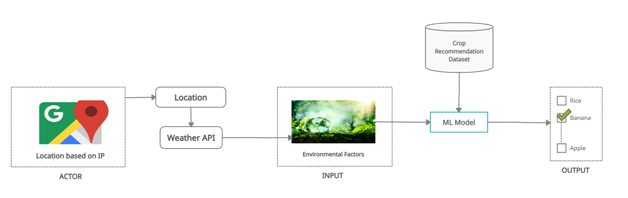 Crop
Recommendation
Dataset
G
Location
Weather API
Location based on IP
ACTOR
Environmental Factors
INPUT
ML Model
Rice
Banana
Apple
OUTPUT